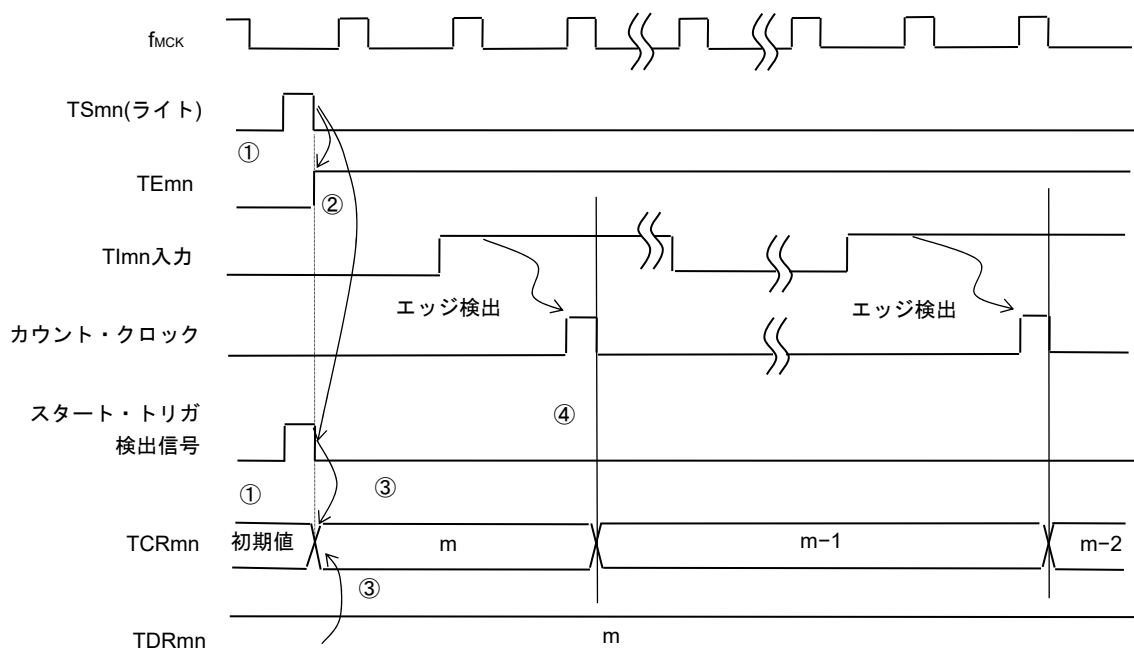 fMCK
TSmn(ライト)
①
TEmn
②
TImn入力
エッジ検出
エッジ検出
カウント・クロック
スタート・トリガ
検出信号
④
①
③
TCRmn
初期値
m
m−1
m−2
③
TDRmn
m